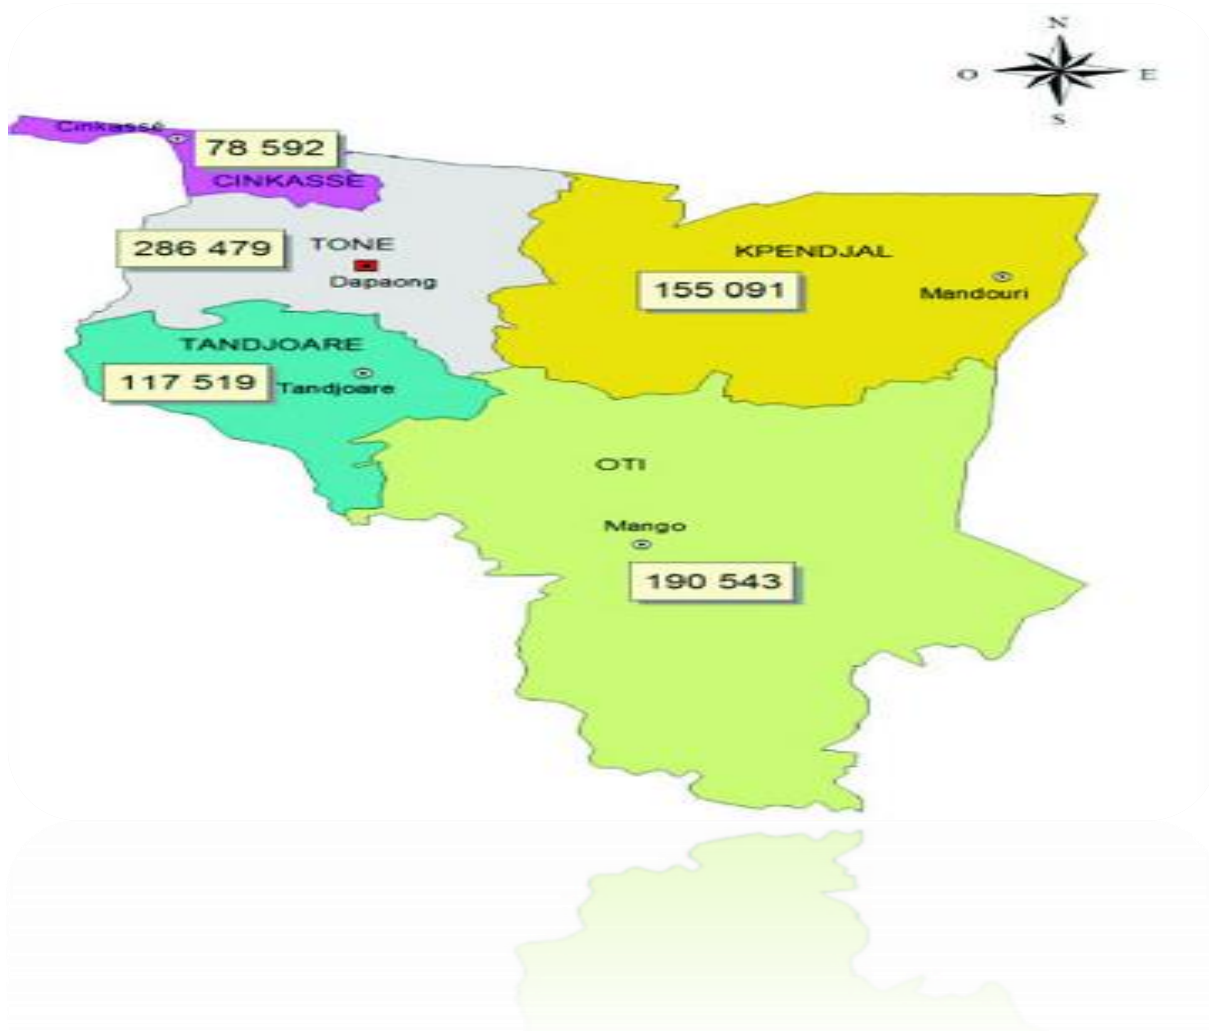 N
O E
S
Cinkassé
78 592
CINKASSE
286 479
TONE
Dapaong
KPENDJAL
155 091
Mandouri
TANDJOARE
117 519
Tandjoare
OTI
Mango
190 543